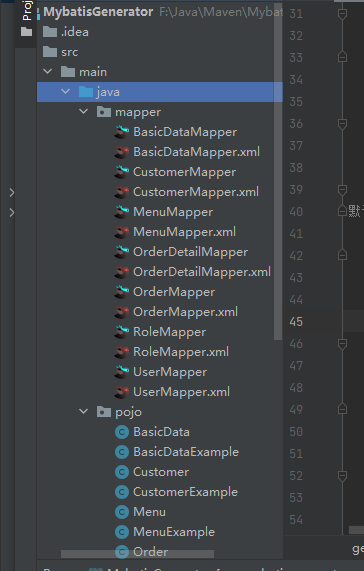 Proj
MybatisGenerator F:\Java\Maven\Mybat
.idea
src
main
java
mapper
BasicDataMapper
BasicDataMapper.xml
CustomerMapper
CustomerMapper.xml
MenuMapper
MenuMapper.xml
OrderDetailMapper
OrderDetailMapper.xml
OrderMapper
OrderMapper.xml
RoleMapper
RoleMapper.xml
UserMapper
UserMapper.xml
pojo
BasicData
BasicDataExample
Customer
CustomerExample
Menu
MenuExample
Order
31
32
33
34
35
36
37
38
39
40 默
41
42
43
44
45
46
47
48
49
50
51
52
53
54
ge